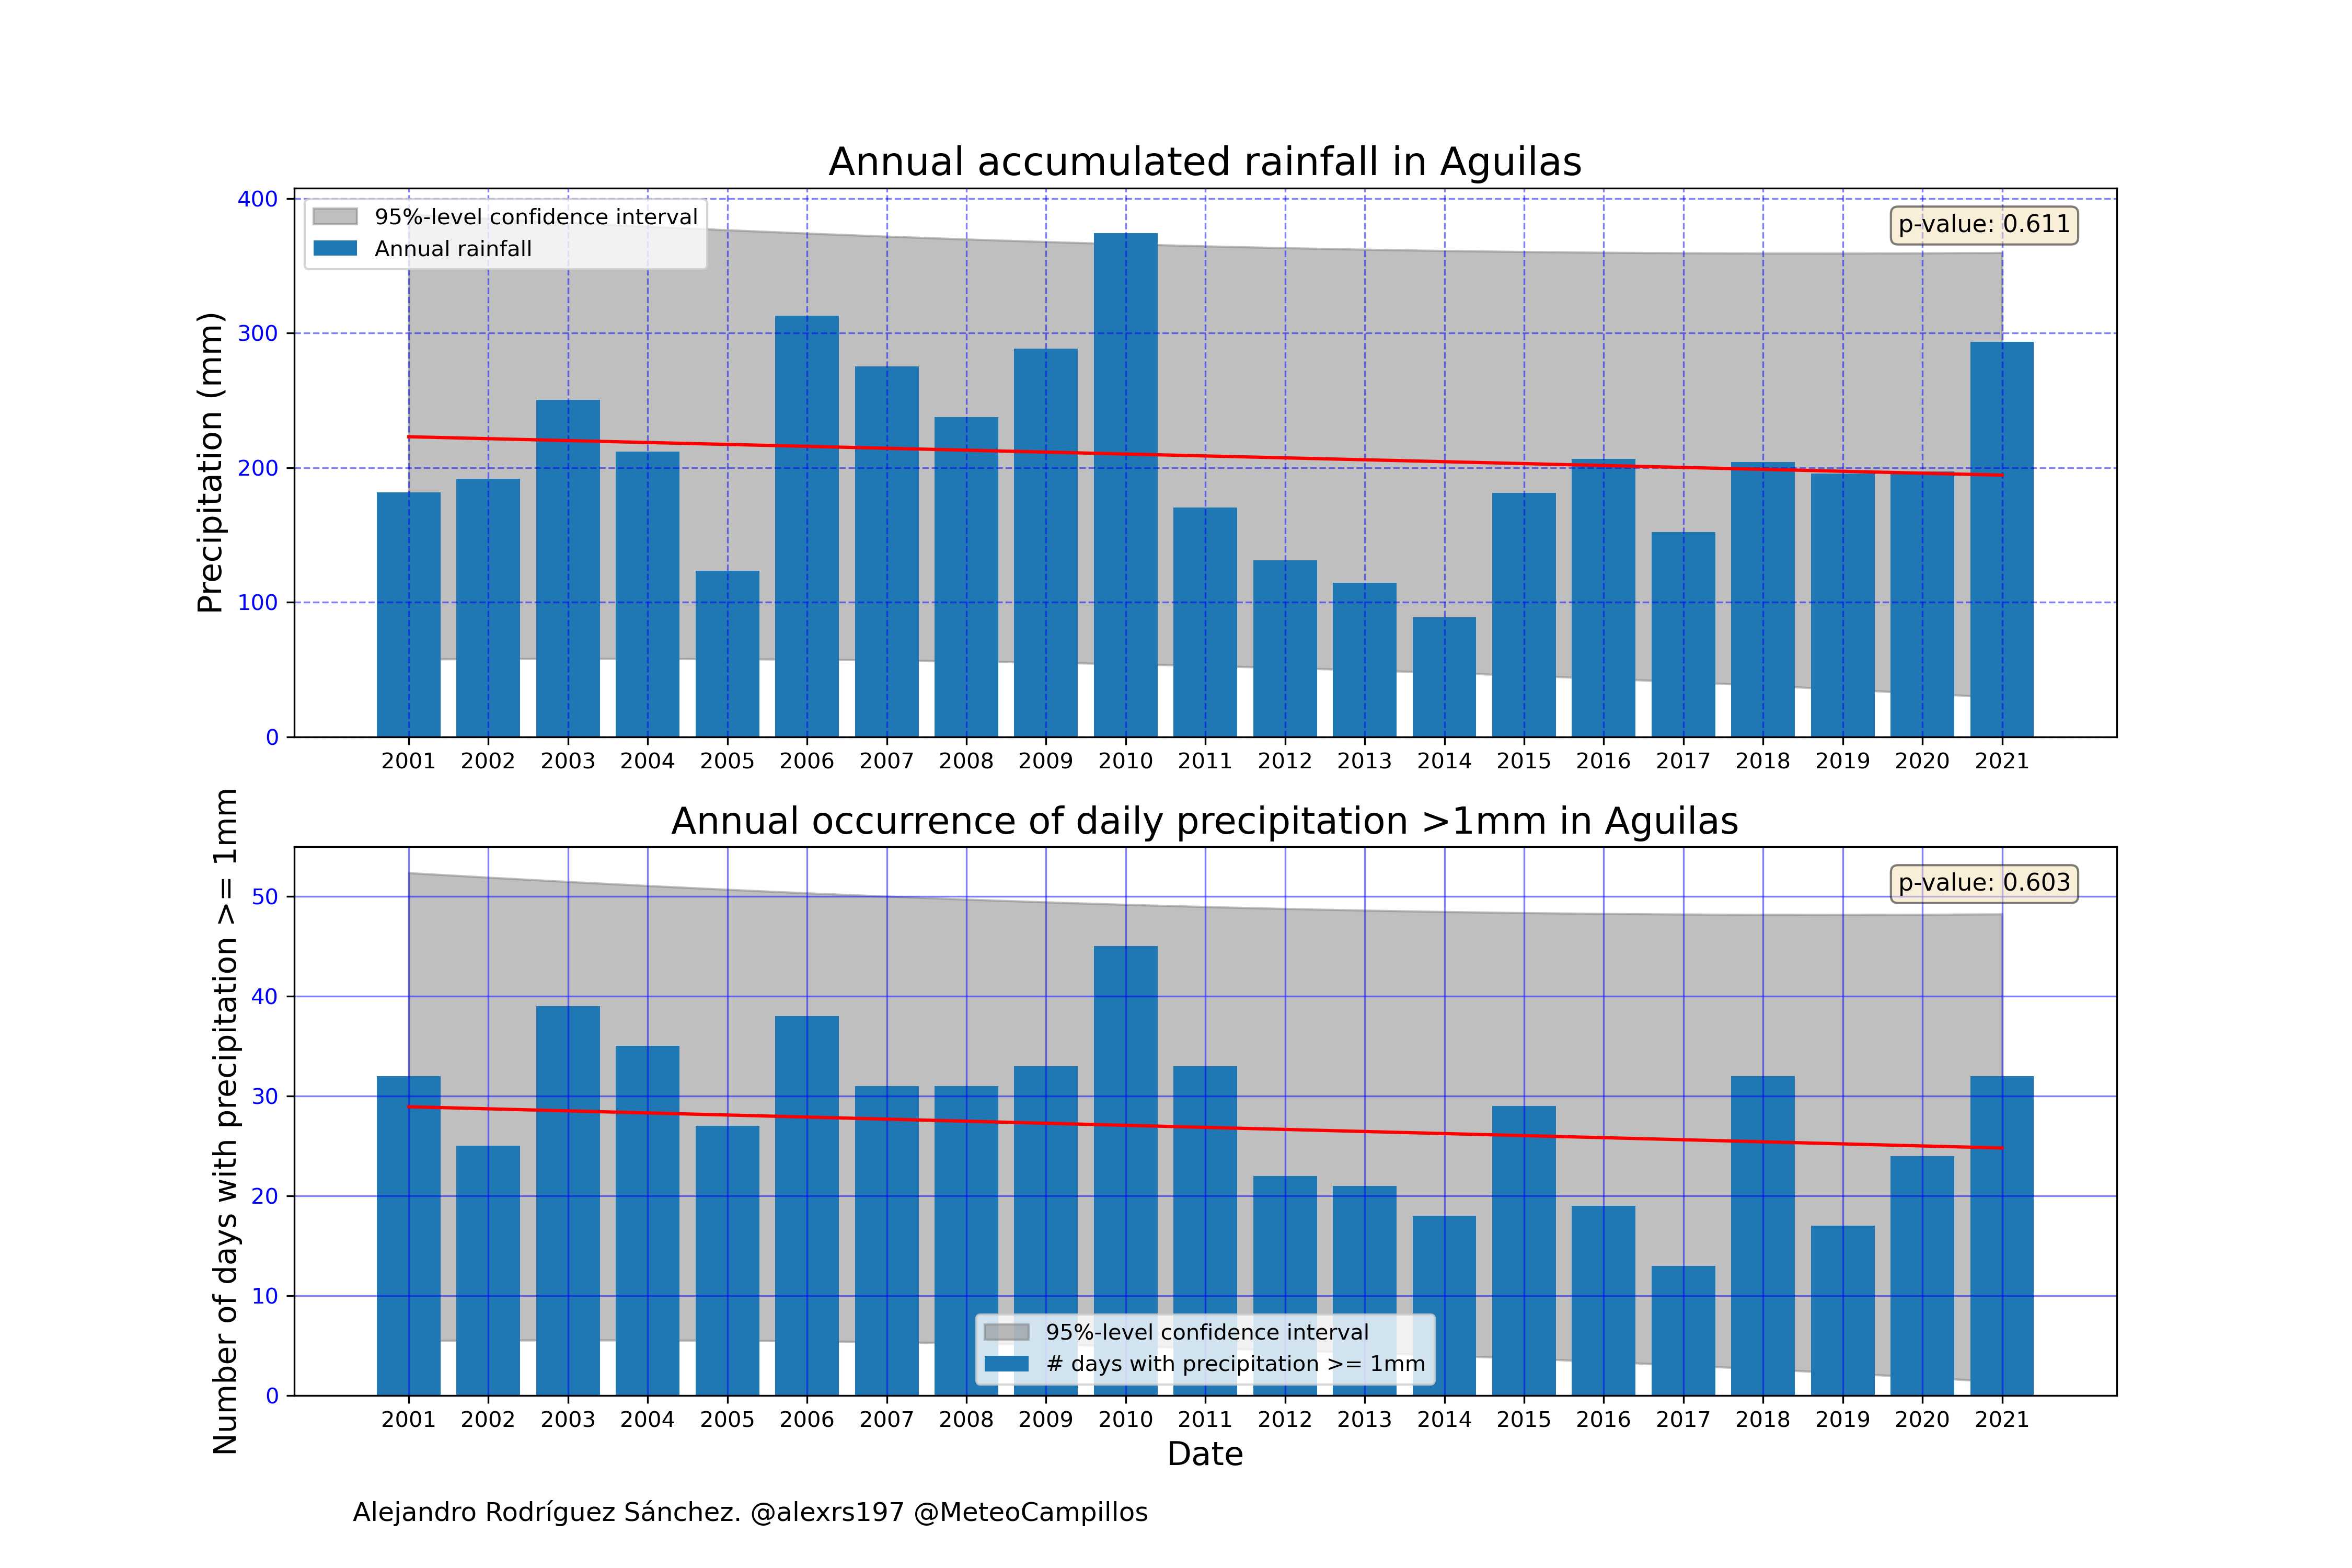 Annual accumulated rainfall in Aguilas
400
300
200
100
0
Precipitation (mm)
95%-level confidence interval
Annual rainfall
p-value: 0.611
2001 2002 2003 2004 2005 2006 2007 2008 2009 2010 2011 2012 2013 2014 2015 2016 2017 2018 2019 2020 2021
Annual occurrence of daily precipitation >1mm in Aguilas
50
40
30
20
10
0
Number of days with precipitation >= 1mm
p-value: 0.603
95%-level confidence interval
# days with precipitation >= 1mm
2001 2002 2003 2004 2005 2006 2007 2008 2009 2010 2011 2012 2013 2014 2015 2016 2017 2018 2019 2020 2021
Date
Alejandro Rodríguez Sánchez. @alexrs197 @MeteoCampillos